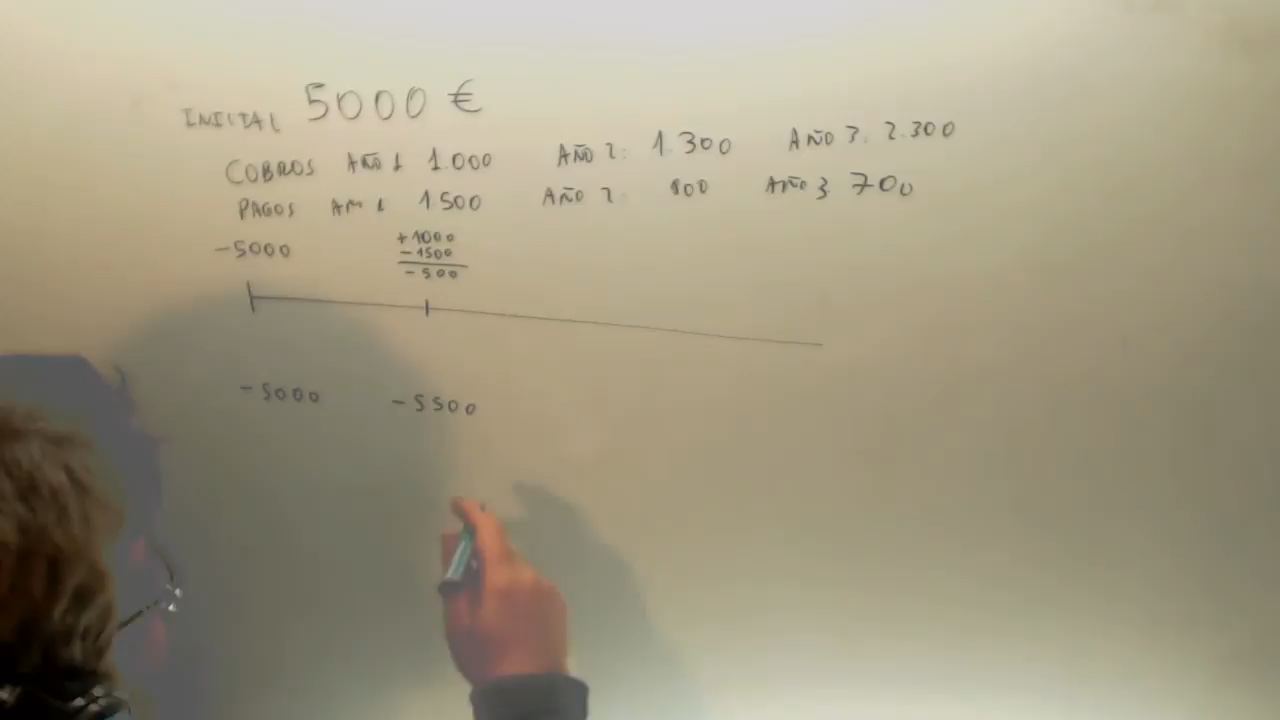 INICIAL 5000 €
COBROS AÑO 1 1.000 AÑO 2: 1.300 AÑO 3: 2.300
PAGOS AÑO 1 1500 AÑO 2: 800 AÑO 3 700
-5000
+1000
-1500
-500
-5000 -5500